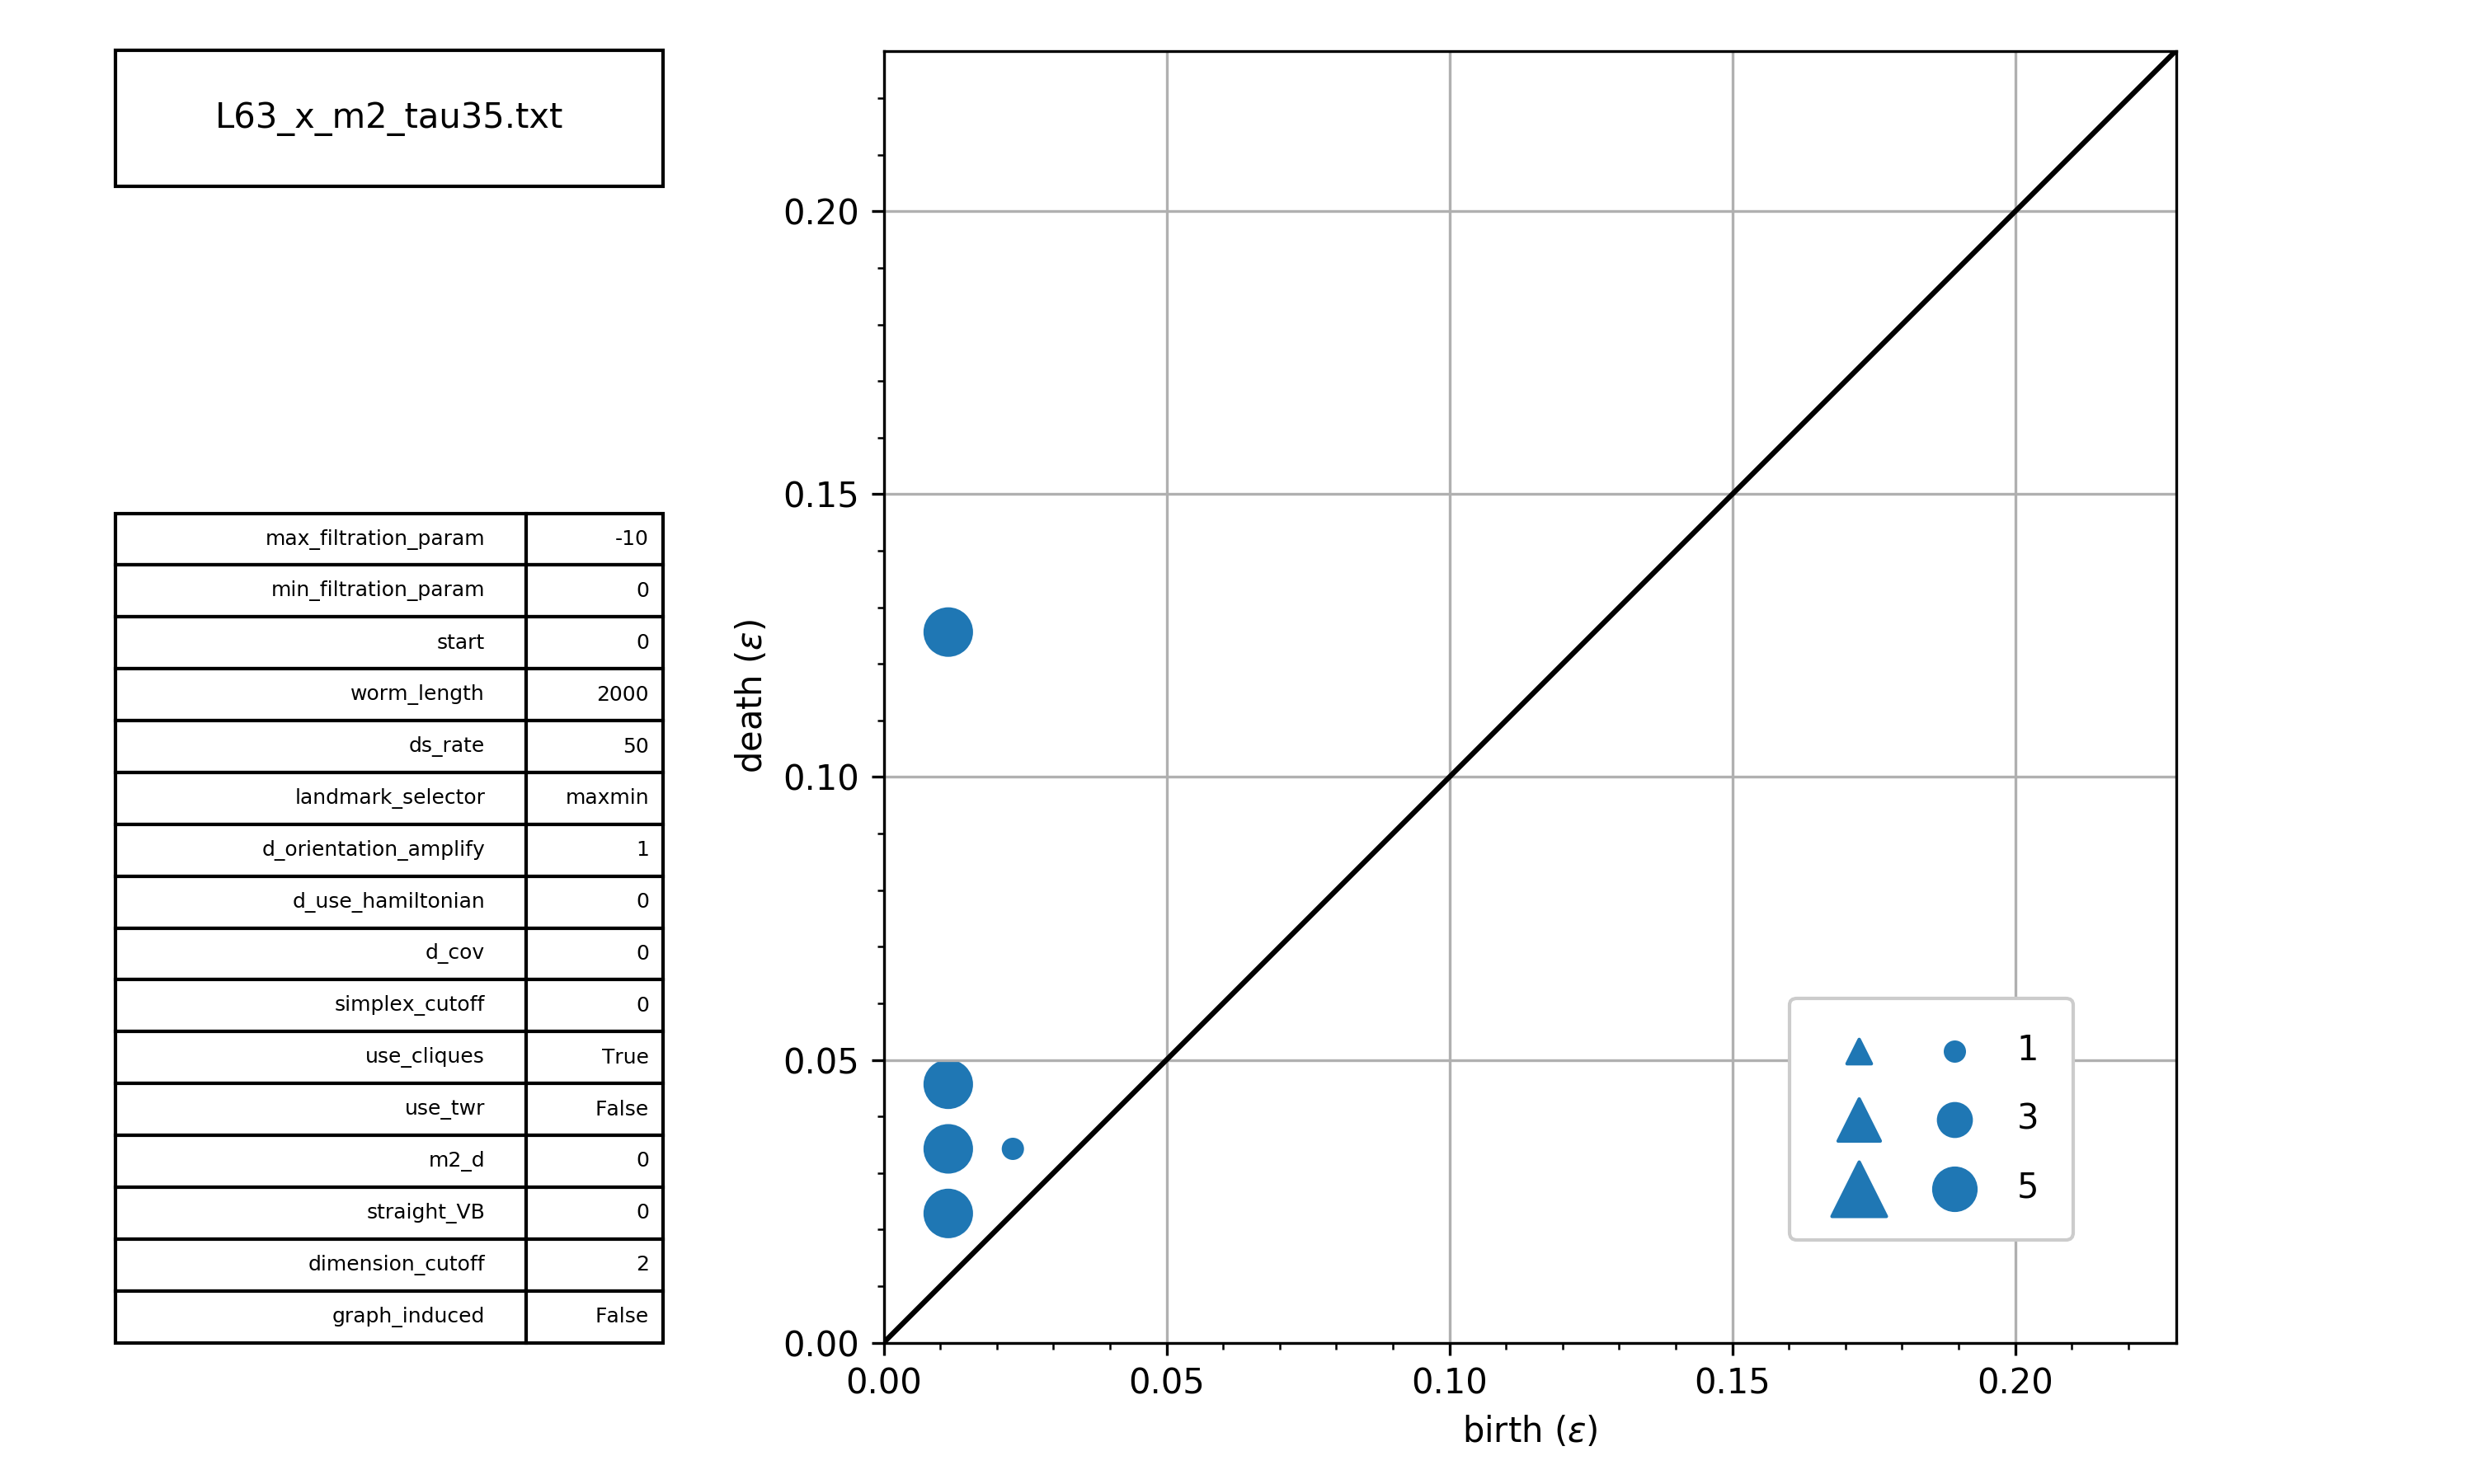 L63_x_m2_tau35.txt
max_filtration_param -10
min_filtration_param 0
start 0
worm_length 2000
ds_rate 50
landmark_selector maxmin
d_orientation_amplify 1
d_use_hamiltonian 0
d_cov 0
simplex_cutoff 0
use_cliques True
use_twr False
m2_d 0
straight_VB 0
dimension_cutoff 2
graph_induced False
death (ε)
0.20
0.15
0.10
0.05
0.00
0.00 0.05 0.10 0.15 0.20
birth (ε)
1
3
5